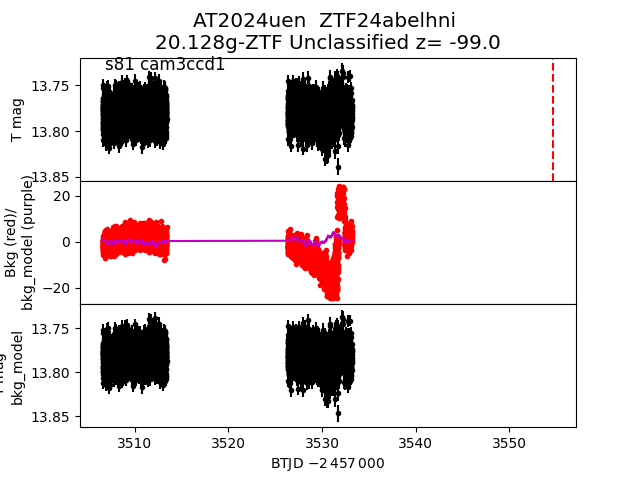 AT2024uen  ZTF24abelhni
20.128g-ZTF Unclassified z= -99.0
s81 cam3ccd1
13.75
13.80
13.85
T mag
20
0
−20
Bkg (red)/
bkg_model (purple)
13.75
13.80
13.85
mag
bkg_model
3510 3520 3530 3540 3550
BTJD −2 457 000